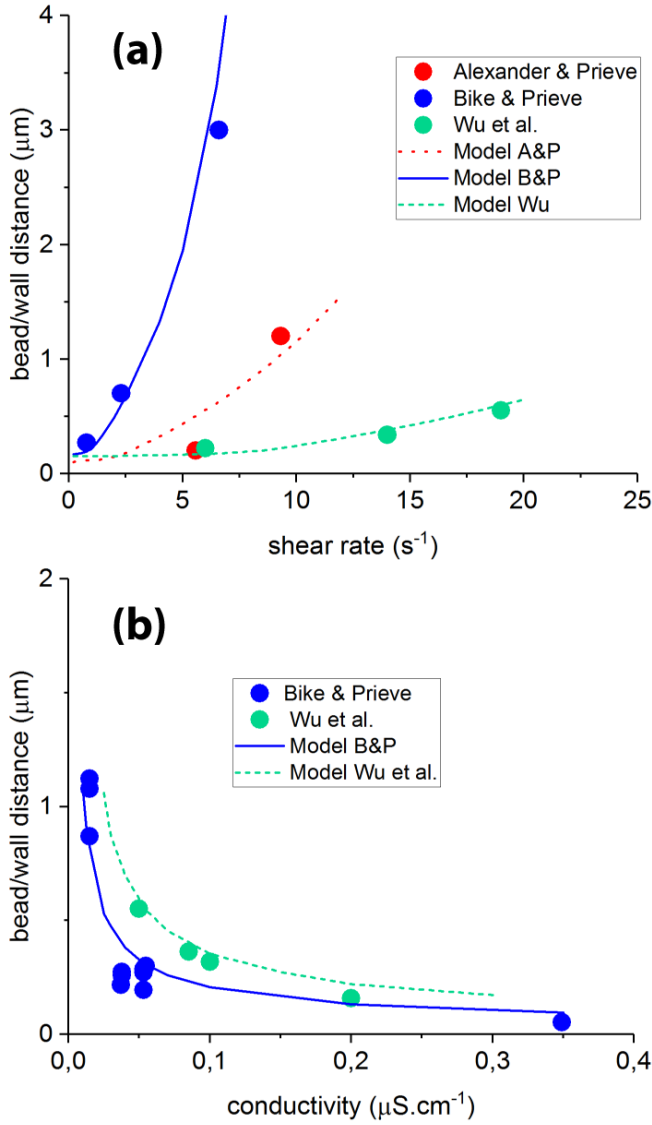 (a)
4
3
2
1
0
bead/wall distance (μm)
Alexander & Prieve
Bike & Prieve
Wu et al.
Model A&P
Model B&P
Model Wu
0 5 10 15 20 25
shear rate (s⁻¹)
(b)
2
1
0
bead/wall distance (μm)
Bike & Prieve
Wu et al.
Model B&P
Model Wu et al.
0,0 0,1 0,2 0,3 0,4
conductivity (μS.cm⁻¹)